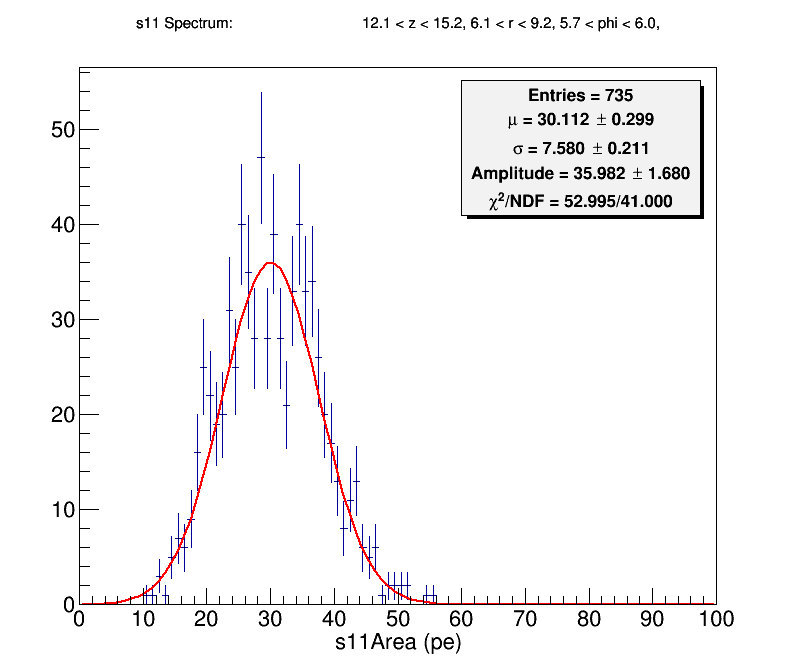 s11 Spectrum: 12.1 < z < 15.2, 6.1 < r < 9.2, 5.7 < phi < 6.0,
Entries = 735
μ = 30.112 ± 0.299
σ = 7.580 ± 0.211
Amplitude = 35.982 ± 1.680
χ²/NDF = 52.995/41.000
50
40
30
20
10
0
0 10 20 30 40 50 60 70 80 90 100
s11Area (pe)